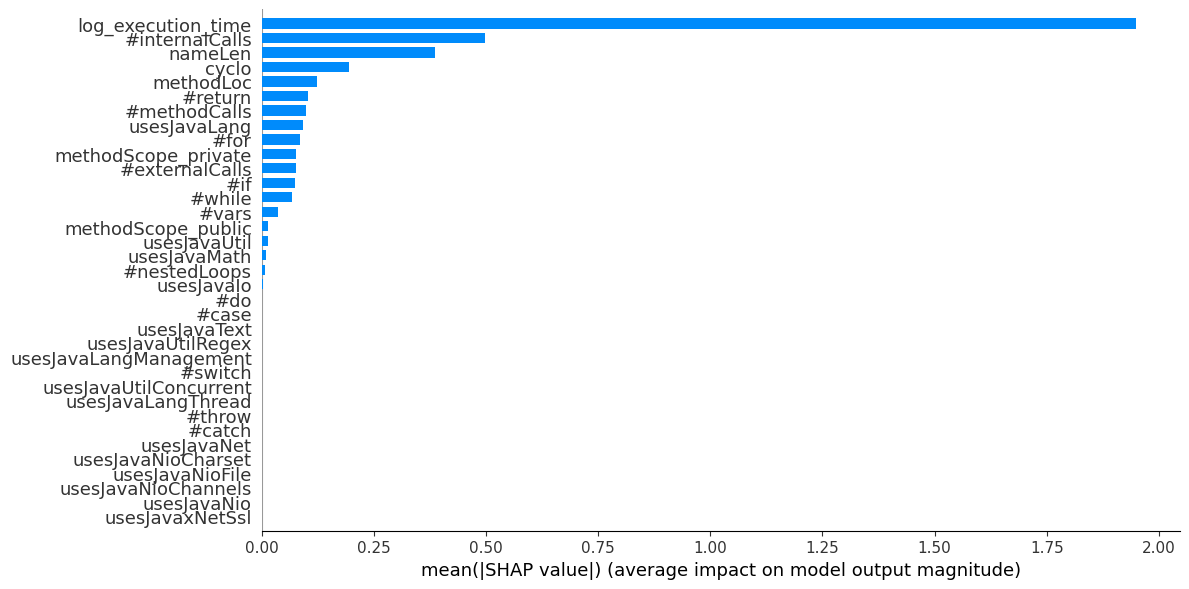 log_execution_time
#internalCalls
nameLen
cyclo
methodLoc
#return
#methodCalls
usesJavaLang
#for
methodScope_private
#externalCalls
#if
#while
#vars
methodScope_public
usesJavaUtil
usesJavaMath
#nestedLoops
usesJavaIo
#do
#case
usesJavaText
usesJavaUtilRegex
usesJavaLangManagement
#switch
usesJavaUtilConcurrent
usesJavaLangThread
#throw
#catch
usesJavaNet
usesJavaNioCharset
usesJavaNioFile
usesJavaNioChannels
usesJavaNio
usesJavaxNetSsl
0.00 0.25 0.50 0.75 1.00 1.25 1.50 1.75 2.00
mean(|SHAP value|) (average impact on model output magnitude)